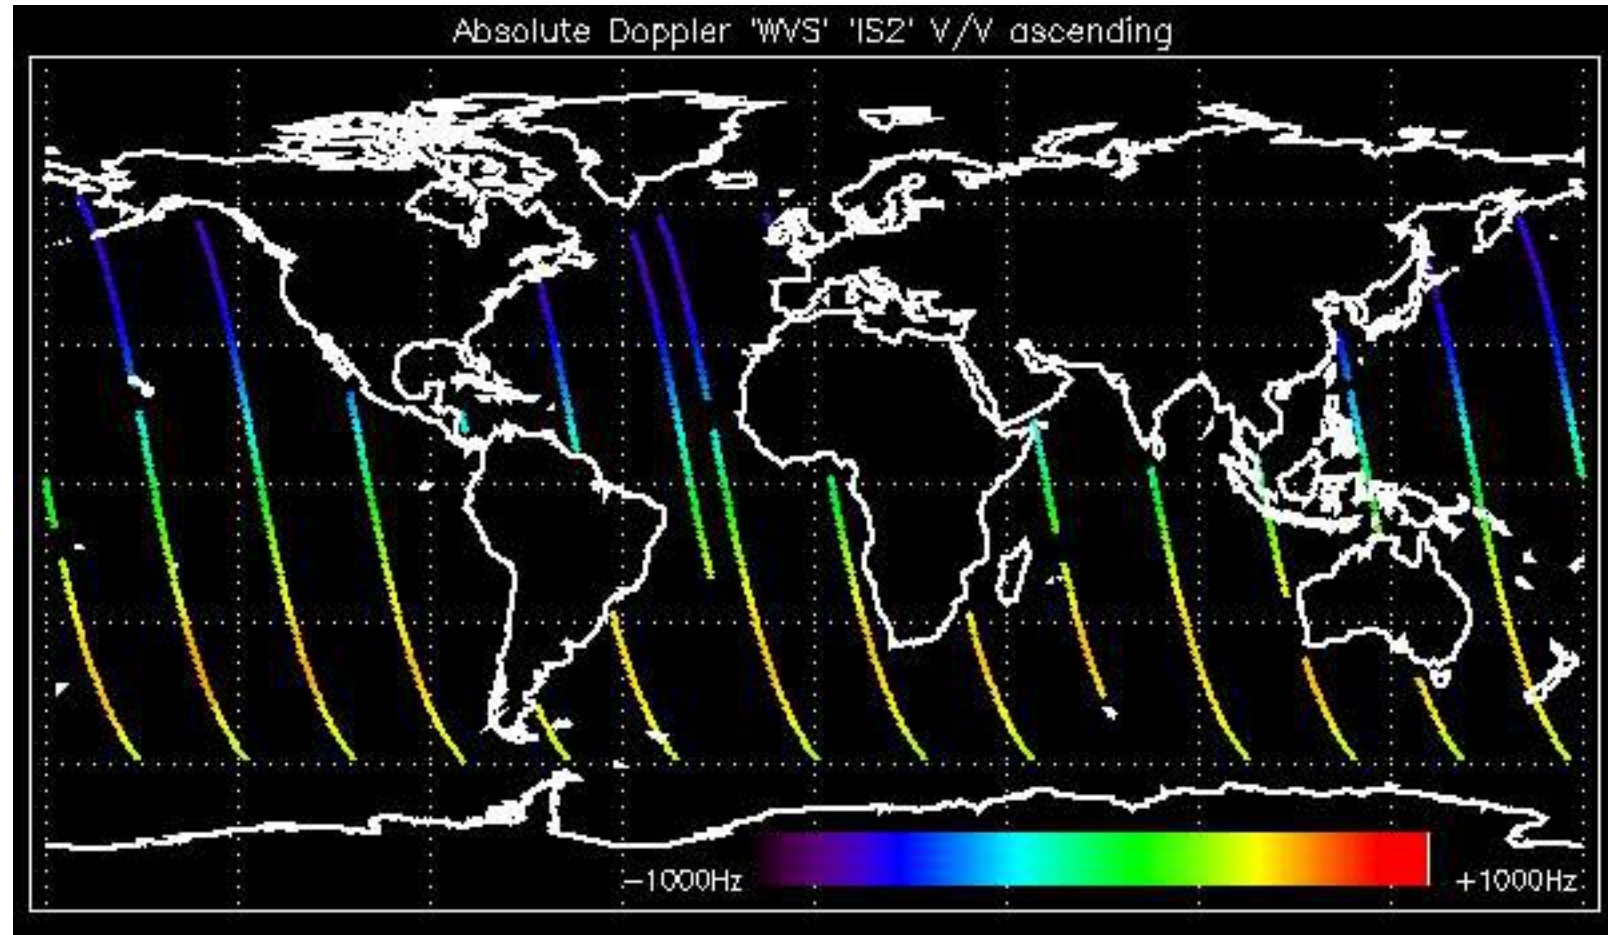 Absolute Doppler 'WVS' 'IS2' V/V ascending
−1000Hz
+1000Hz